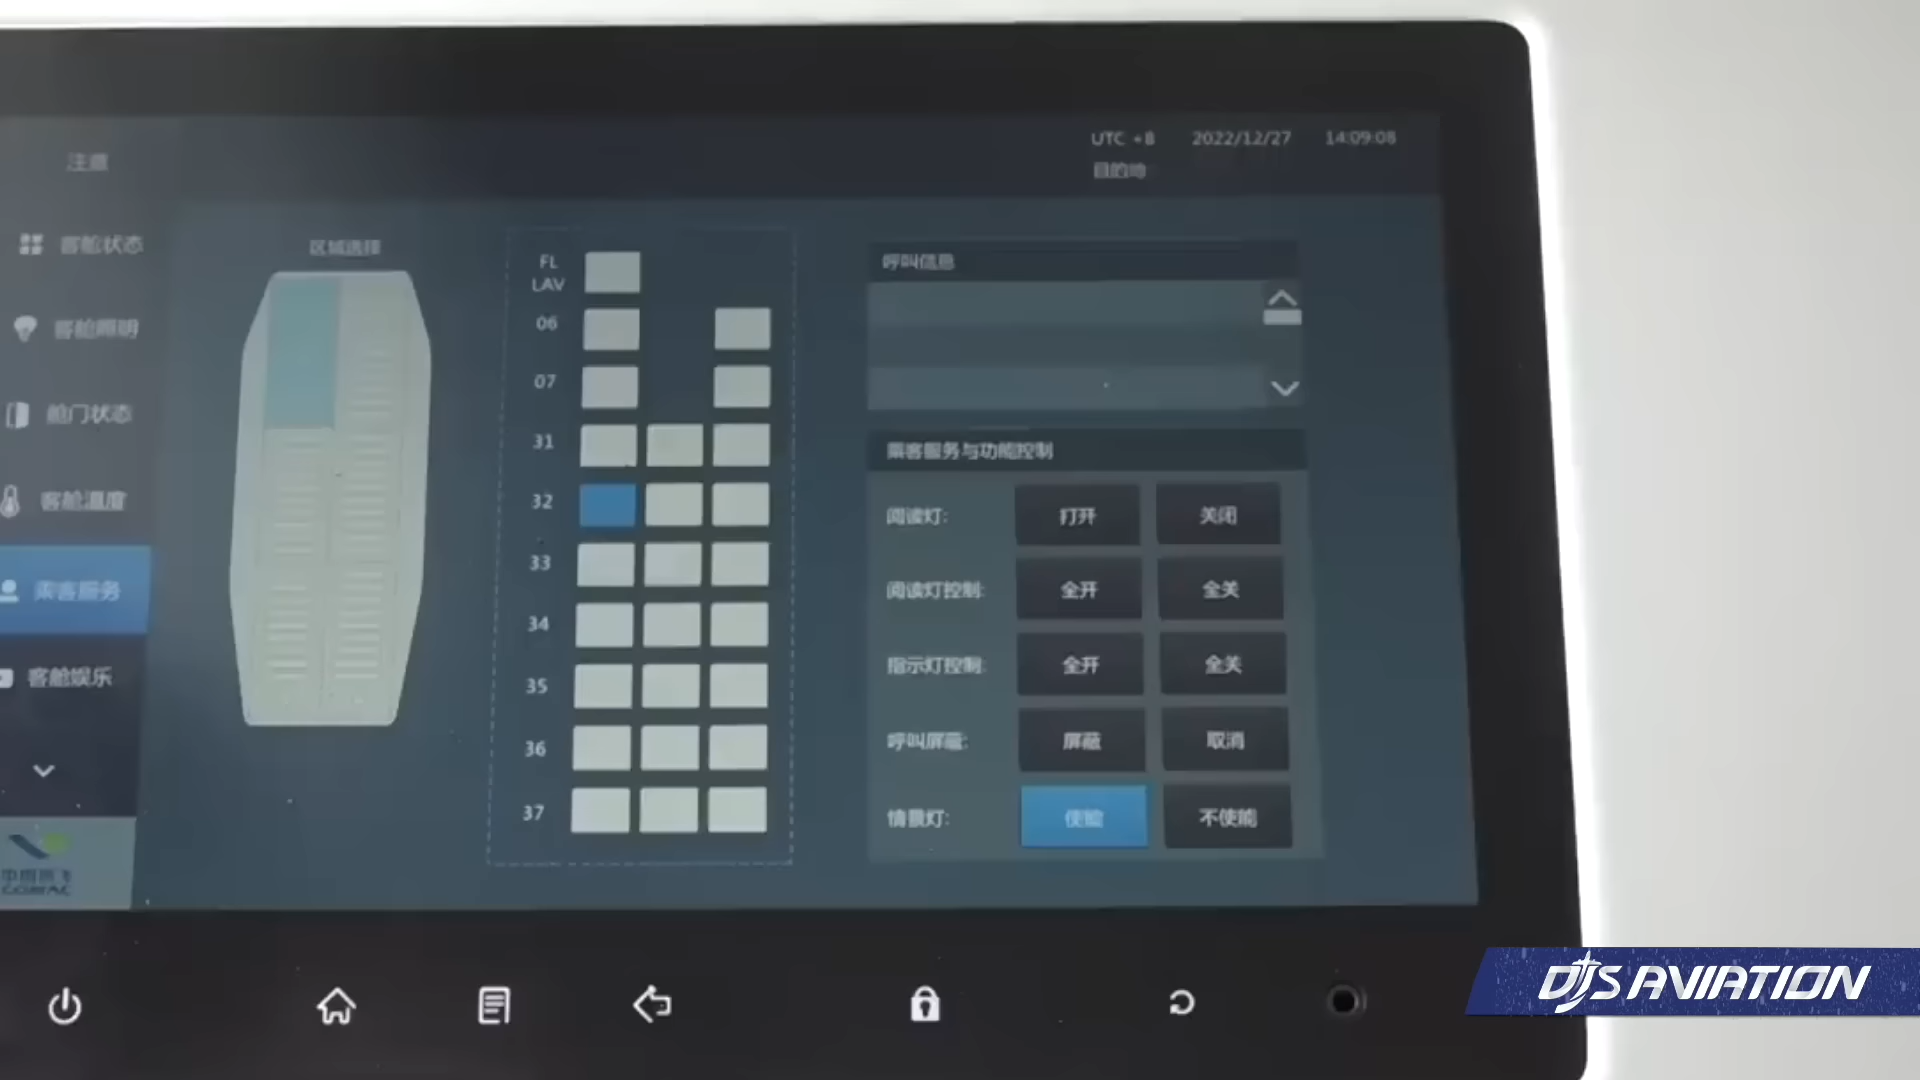 UTC +8 2022/12/27 14:09:08
目的地
注意
客舱状态
客舱照明
舱门状态
客舱温度
乘客服务
客舱娱乐
中国商飞
COMAC
区域选择
FL
LAV
06
07
31
32
33
34
35
36
37
呼叫信息
乘客服务与功能控制
阅读灯: 打开 关闭
阅读灯控制: 全开 全关
指示灯控制: 全开 全关
呼叫屏蔽: 屏蔽 取消
情景灯: 使能 不使能
DJS AVIATION